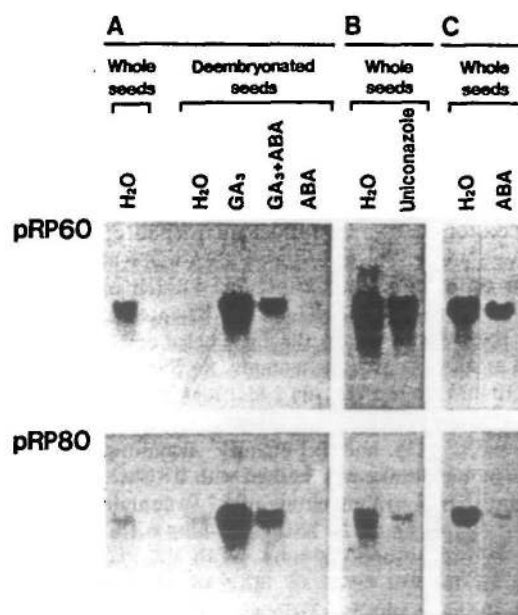 A B C
Whole seeds
Deembryonated seeds
Whole seeds
Whole seeds
H₂O
H₂O
GA₃
GA₃+ABA
ABA
H₂O
Uniconazole
H₂O
ABA
pRP60
pRP80